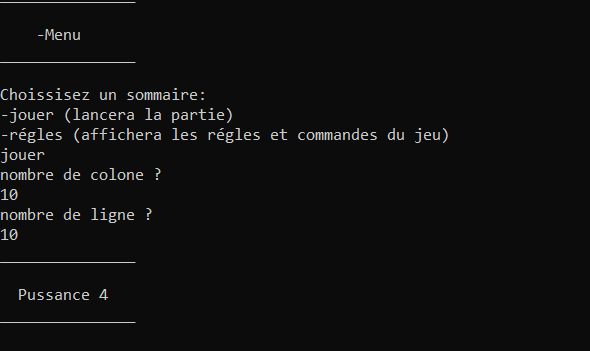 -Menu
Choissisez un sommaire:
-jouer (lancera la partie)
-régles (affichera les régles et commandes du jeu)
jouer
nombre de colone ?
10
nombre de ligne ?
10
Pussance 4